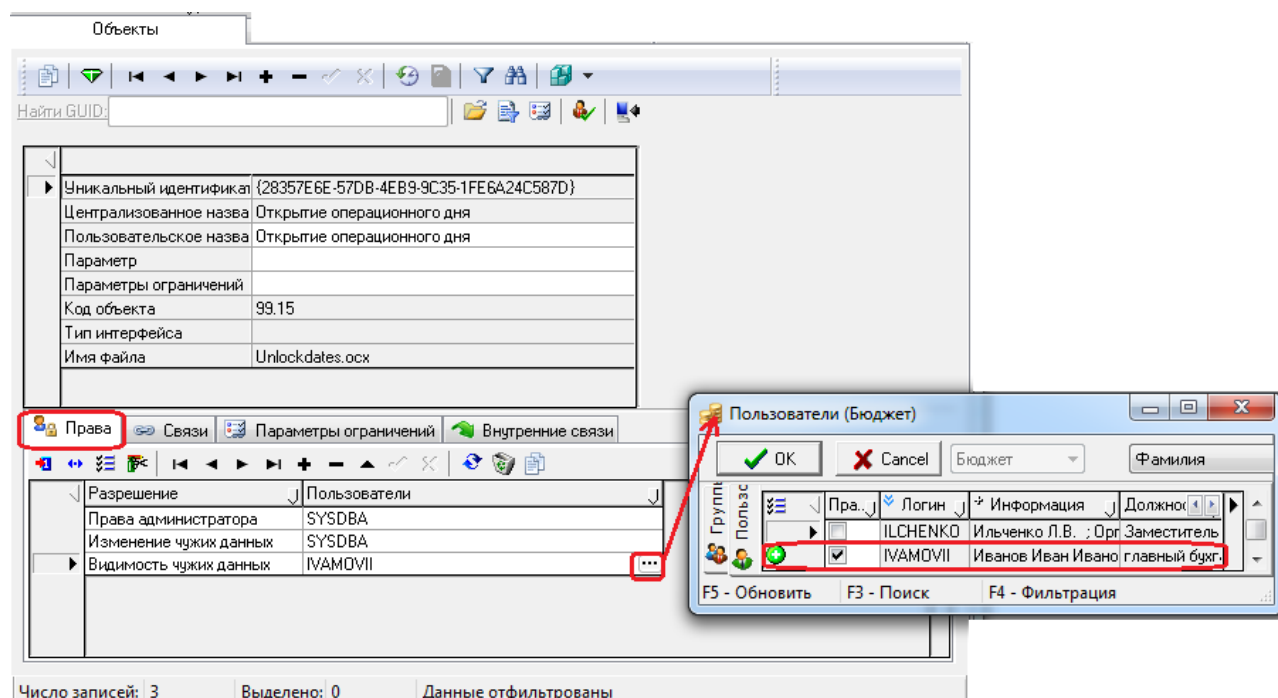 Объекты
Найти GUID:
Уникальный идентификат {28357E6E-57DB-4EB9-9C35-1FE6A24C587D}
Централизованное назва Открытие операционного дня
Пользовательское назва Открытие операционного дня
Параметр
Параметры ограничений
Код объекта 99.15
Тип интерфейса
Имя файла Unlockdates.ocx
Права Связи Параметры ограничений Внутренние связи
Разрешение Пользователи
Права администратора SYSDBA
Изменение чужих данных SYSDBA
Видимость чужих данных IVAMOVII ...
Число записей: 3 Выделено: 0 Данные отфильтрованы
Пользователи (Бюджет)
OK Cancel Бюджет Фамилия
Группы
Польз
Пра... Логин Информация Должнос
ILCHENKO Ильченко Л.В. ; Орг Заместитель
IVAMOVII Иванов Иван Ивано главный бухг.
F5 - Обновить F3 - Поиск F4 - Фильтрация